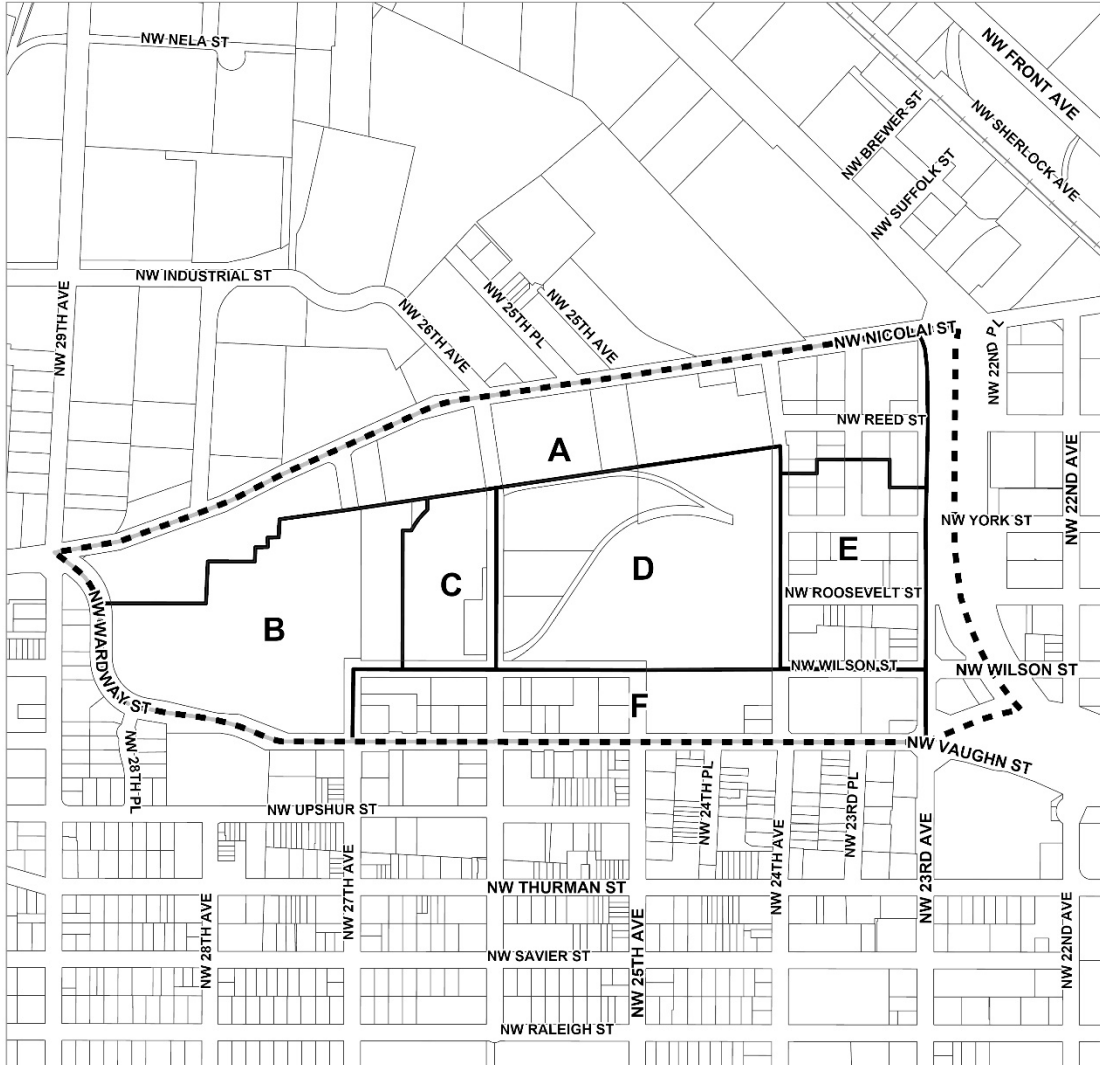 NW NELA ST
NW FRONT AVE
NW BREWER ST
NW SHERLOCK AVE
NW SUFFOLK ST
NW INDUSTRIAL ST
NW 29TH AVE
NW 26TH AVE
NW 25TH PL
NW 25TH AVE
NW NICOLAI ST
NW 22ND PL
NW REED ST
A
NW 22ND AVE
NW YORK ST
E
D
C
NW ROOSEVELT ST
B
NW WARDWAY ST
NW WILSON ST
NW WILSON ST
F
NW VAUGHN ST
NW 28TH PL
NW UPSHUR ST
NW 24TH PL
NW 23RD PL
NW 24TH AVE
NW 23RD AVE
NW 27TH AVE
NW THURMAN ST
NW 28TH AVE
NW 25TH AVE
NW 22ND AVE
NW SAVIER ST
NW RALEIGH ST